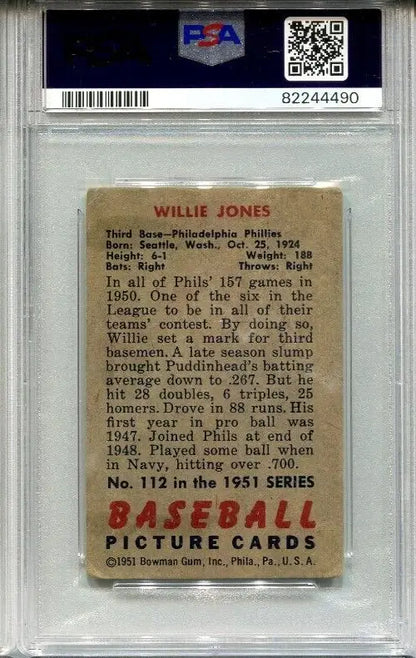 PSA
82244490
WILLIE JONES
Third Base—Philadelphia Phillies
Born: Seattle, Wash., Oct. 25, 1924
Height: 6-1 Weight: 188
Bats: Right Throws: Right
In all of Phils' 157 games in
1950. One of the six in the
League to be in all of their
teams' contest. By doing so,
Willie set a mark for third
basemen. A late season slump
brought Puddinhead's batting
average down to .267. But he
hit 28 doubles, 6 triples, 25
homers. Drove in 88 runs. His
first year in pro ball was
1947. Joined Phils at end of
1948. Played some ball when
in Navy, hitting over .700.
No. 112 in the 1951 SERIES
BASEBALL
PICTURE CARDS
©1951 Bowman Gum, Inc., Phila., Pa., U. S. A.